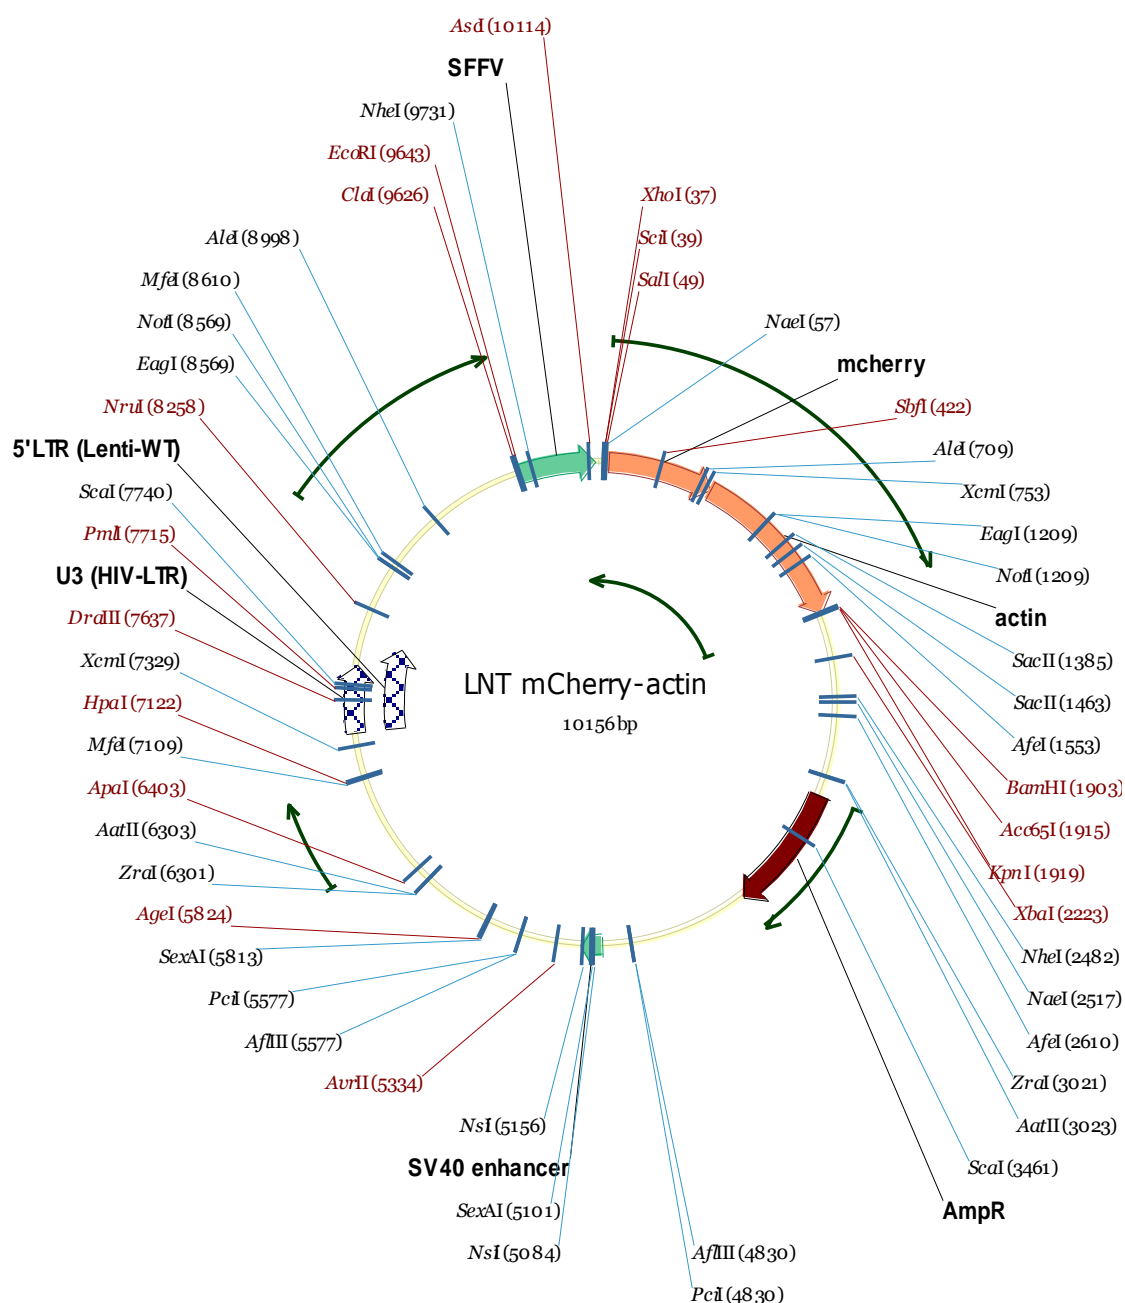 AscI (10114)
SFFV
NheI (9731)
EcoRI (9643)
ClaI (9626)
XhoI (37)
SciI (39)
SalI (49)
AleI (8998)
MfeI (8610)
NotI (8569)
EagI (8569)
NaeI (57)
mcherry
NruI (8258)
SbfI (422)
5'LTR (Lenti-WT)
AleI (709)
ScaI (7740)
XcmI (753)
PmlI (7715)
EagI (1209)
U3 (HIV-LTR)
NotI (1209)
DraIII (7637)
actin
XcmI (7329)
SacII (1385)
HpaI (7122)
LNT mCherry-actin
SacII (1463)
10156 bp
MfeI (7109)
AfeI (1553)
ApaI (6403)
BamHI (1903)
AatII (6303)
Acc65I (1915)
ZraI (6301)
KpnI (1919)
AgeI (5824)
XbaI (2223)
SexAI (5813)
NheI (2482)
PciI (5577)
NaeI (2517)
AflIII (5577)
AfeI (2610)
AvrII (5334)
ZraI (3021)
NsiI (5156)
AatII (3023)
SV40 enhancer
ScaI (3461)
SexAI (5101)
AmpR
NsiI (5084)
AflIII (4830)
PciI (4830)